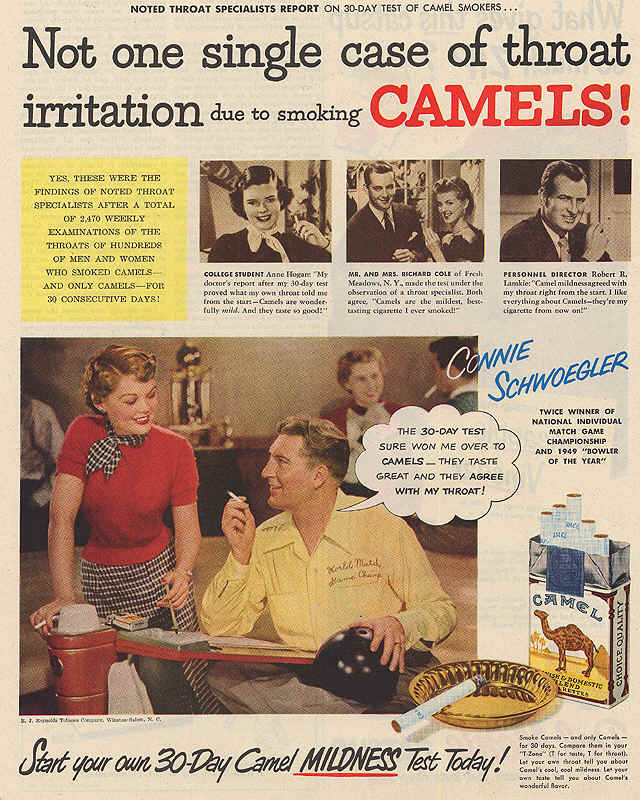 NOTED THROAT SPECIALISTS REPORT ON 30-DAY TEST OF CAMEL SMOKERS...
Not one single case of throat
irritation due to smoking CAMELS!
YES, THESE WERE THE
FINDINGS OF NOTED THROAT
SPECIALISTS AFTER A TOTAL
OF 2,470 WEEKLY
EXAMINATIONS OF THE
THROATS OF HUNDREDS
OF MEN AND WOMEN
WHO SMOKED CAMELS—
AND ONLY CAMELS—FOR
30 CONSECUTIVE DAYS!
COLLEGE STUDENT Anne Hogan: "My
doctor's report after my 30-day test
proved what my own throat told me
from the start—Camels are wonder-
fully mild. And they taste so good!"
MR. AND MRS. RICHARD COLE of Fresh
Meadows, N. Y., made the test under the
observation of a throat specialist. Both
agree, "Camels are the mildest, best-
tasting cigarette I ever smoked!"
PERSONNEL DIRECTOR Robert R.
Lamkie: "Camel mildness agreed with
my throat right from the start. I like
everything about Camels—they're my
cigarette from now on!"
CONNIE
SCHWOEGLER
TWICE WINNER OF
NATIONAL INDIVIDUAL
MATCH GAME
CHAMPIONSHIP
AND 1949 "BOWLER
OF THE YEAR"
THE 30-DAY TEST
SURE WON ME OVER TO
CAMELS — THEY TASTE
GREAT AND THEY AGREE
WITH MY THROAT!
World Match
Game Champ
CAMEL
CHOICE QUALITY
& DOMESTIC
BLEND
CAMEL
R. J. Reynolds Tobacco Company, Winston-Salem, N. C.
Start your own 30-Day Camel MILDNESS Test Today!
Smoke Camels — and only Camels —
for 30 days. Compare them in your
"T-Zone" (T for taste, T for throat).
Let your own throat tell you about
Camel's cool, cool mildness. Let your
own taste tell you about Camel's
wonderful flavor.